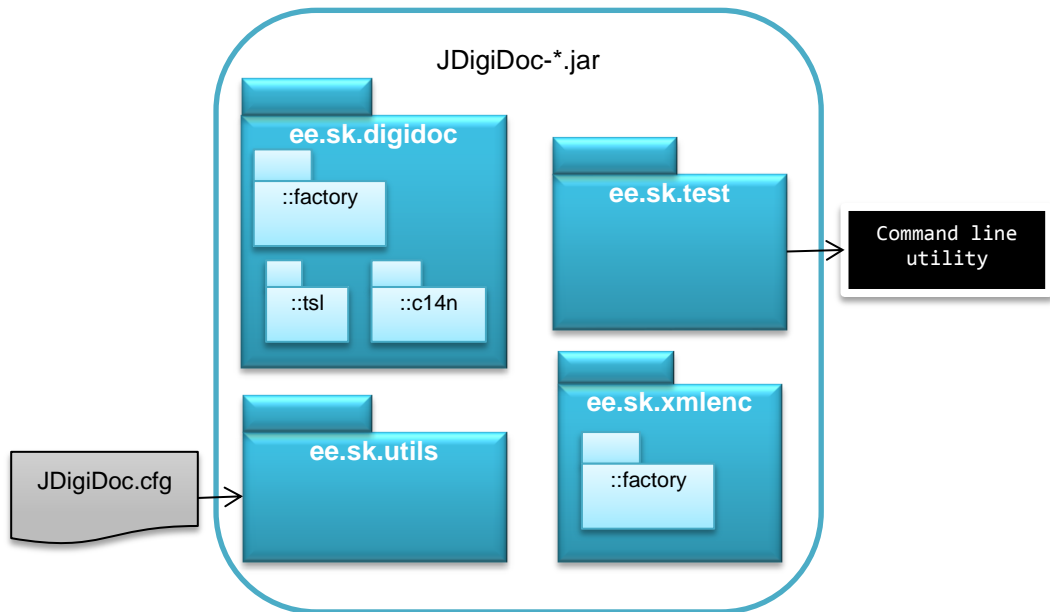 JDigiDoc-*.jar
ee.sk.digidoc
::factory
::tsl
::c14n
ee.sk.test
Command line
utility
ee.sk.utils
JDigiDoc.cfg
ee.sk.xmlenc
::factory